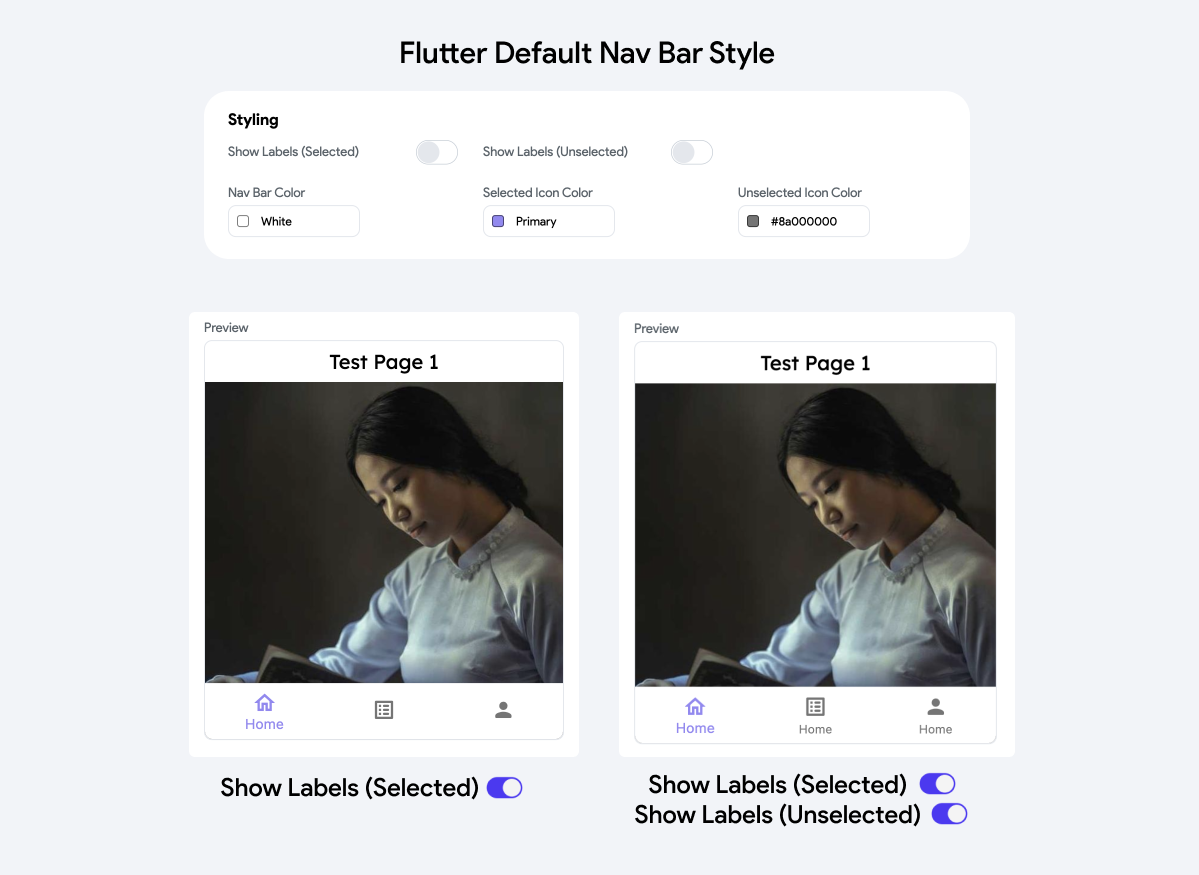 Flutter Default Nav Bar Style
Styling
Show Labels (Selected) Show Labels (Unselected)
Nav Bar Color Selected Icon Color Unselected Icon Color
White Primary #8a000000
Preview
Test Page 1
Home
Show Labels (Selected)
Preview
Test Page 1
Home Home Home
Show Labels (Selected)
Show Labels (Unselected)